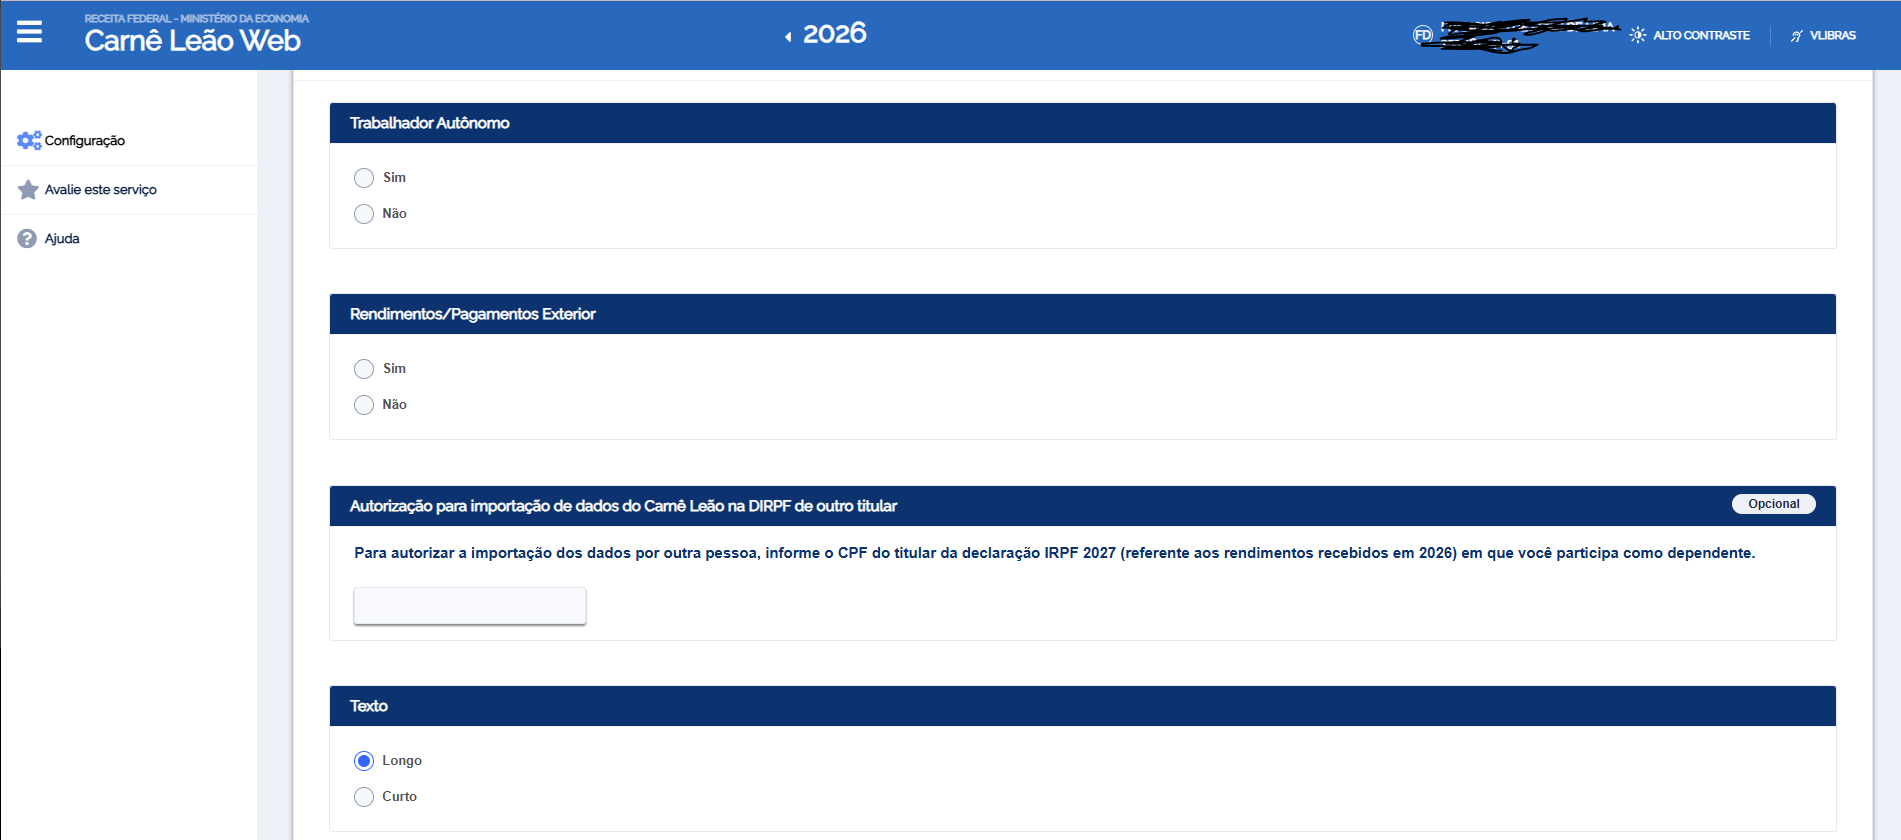 RECEITA FEDERAL - MINISTÉRIO DA ECONOMIA
Carnê Leão Web
2026
FD
ALTO CONTRASTE
VLIBRAS
Configuração
Avalie este serviço
Ajuda
Trabalhador Autônomo
Sim
Não
Rendimentos/Pagamentos Exterior
Sim
Não
Autorização para importação de dados do Carnê Leão na DIRPF de outro titular
Opcional
Para autorizar a importação dos dados por outra pessoa, informe o CPF do titular da declaração IRPF 2027 (referente aos rendimentos recebidos em 2026) em que você participa como dependente.
Texto
Longo
Curto